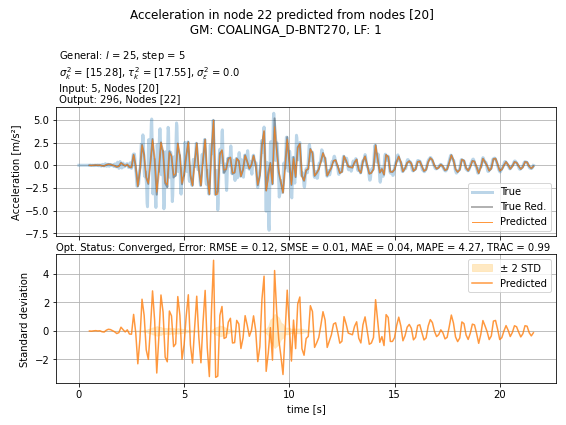 Acceleration in node 22 predicted from nodes [20]
GM: COALINGA_D-BNT270, LF: 1
General: l = 25, step = 5
σ²ₖ = [15.28], τ²ₖ = [17.55], σ²ε = 0.0
Input: 5, Nodes [20]
Output: 296, Nodes [22]
Acceleration [m/s²]
5.0
2.5
0.0
−2.5
−5.0
−7.5
True
True Red.
Predicted
Opt. Status: Converged, Error: RMSE = 0.12, SMSE = 0.01, MAE = 0.04, MAPE = 4.27, TRAC = 0.99
Standard deviation
4
2
0
−2
± 2 STD
Predicted
0 5 10 15 20
time [s]